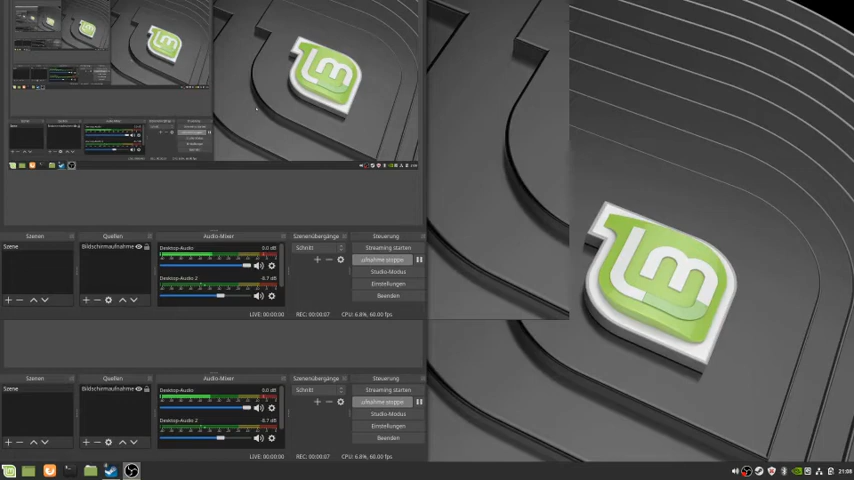 Szenen
Quellen
Audio-Mixer
Szenenübergänge
Steuerung
Szene
Bildschirmaufnahme
Desktop-Audio
0.0 dB
Schnitt
Streaming starten
ufnahme stoppe
Desktop-Audio 2
-8.7 dB
Studio-Modus
Einstellungen
Beenden
LIVE: 00:00:00
REC: 00:00:07
CPU: 6.8%, 60.00 fps
Szenen
Quellen
Audio-Mixer
Szenenübergänge
Steuerung
Szene
Bildschirmaufnahme
Desktop-Audio
0.0 dB
Schnitt
Streaming starten
ufnahme stoppe
Desktop-Audio 2
-8.7 dB
Studio-Modus
Einstellungen
Beenden
LIVE: 00:00:00
REC: 00:00:07
CPU: 6.8%, 60.00 fps
21:08